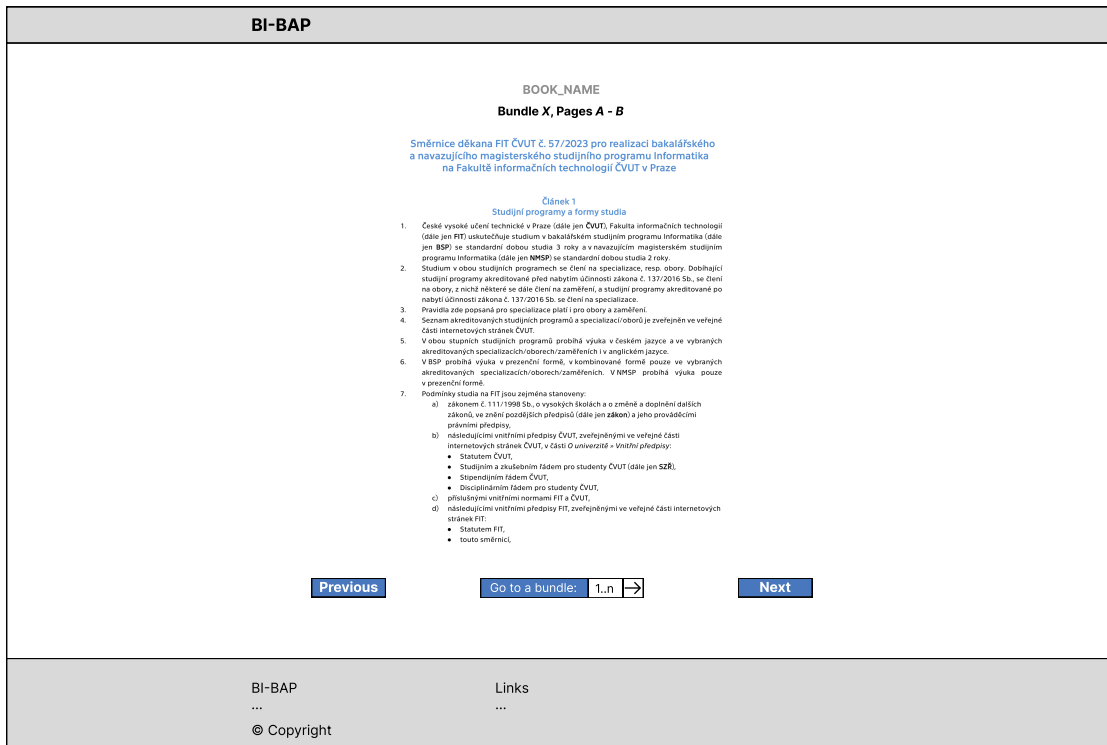 BI-BAP
BOOK_NAME
Bundle X, Pages A - B
Směrnice děkana FIT ČVUT č. 57/2023 pro realizaci bakalářského
a navazujícího magisterského studijního programu Informatika
na Fakultě informačních technologií ČVUT v Praze
Článek 1
Studijní programy a formy studia
1. České vysoké učení technické v Praze (dále jen ČVUT), Fakulta informačních technologií
(dále jen FIT) uskutečňuje studium v bakalářském studijním programu Informatika (dále
jen BSP) se standardní dobou studia 3 roky a v navazujícím magisterském studijním
programu Informatika (dále jen NMSP) se standardní dobou studia 2 roky.
2. Studium v obou studijních programech se člení na specializace, resp. obory. Dobíhající
studijní programy akreditované před nabytím účinnosti zákona č. 137/2016 Sb., se člení
na obory, z nichž některé se dále člení na zaměření, a studijní programy akreditované po
nabytí účinnosti zákona č. 137/2016 Sb. se člení na specializace.
3. Pravidla zde popsaná pro specializace platí i pro obory a zaměření.
4. Seznam akreditovaných studijních programů a specializací/oborů je zveřejněn ve veřejné
části internetových stránek ČVUT.
5. V obou stupních studijních programů probíhá výuka v českém jazyce a ve vybraných
akreditovaných specializacích/oborech/zaměřeních i v anglickém jazyce.
6. V BSP probíhá výuka v prezenční formě, v kombinované formě pouze ve vybraných
akreditovaných specializacích/oborech/zaměřeních. V NMSP probíhá výuka pouze
v prezenční formě.
7. Podmínky studia na FIT jsou zejména stanoveny:
a) zákonem č. 111/1998 Sb., o vysokých školách a o změně a doplnění dalších
zákonů, ve znění pozdějších předpisů (dále jen zákon) a jeho prováděcími
právními předpisy,
b) následujícími vnitřními předpisy ČVUT, zveřejněnými ve veřejné části
internetových stránek ČVUT, v části O univerzitě » Vnitřní předpisy:
• Statutem ČVUT,
• Studijním a zkušebním řádem pro studenty ČVUT (dále jen SZŘ),
• Stipendijním řádem ČVUT,
• Disciplinárním řádem pro studenty ČVUT,
c) příslušnými vnitřními normami FIT a ČVUT,
d) následujícími vnitřními předpisy FIT, zveřejněnými ve veřejné části internetových
stránek FIT:
• Statutem FIT,
• touto směrnicí,
Previous Go to a bundle: 1..n → Next
BI-BAP Links
... ...
© Copyright